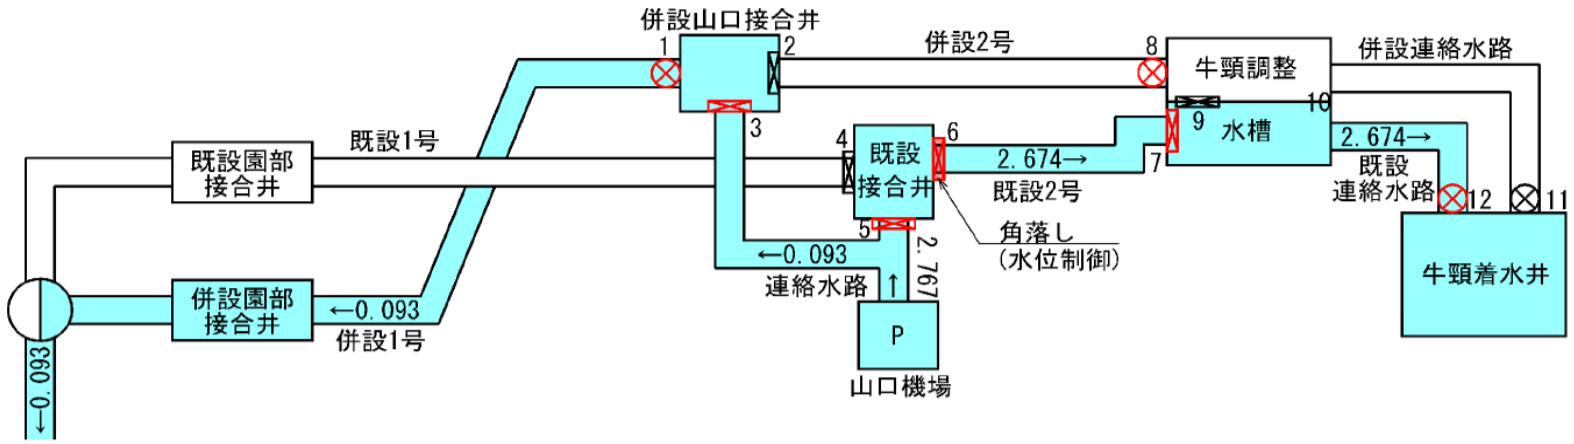 併設山口接合井
1
2
併設2号
8
牛頸調整
水槽
9
10
併設連絡水路
既設1号
3
4
既設
接合井
6
2.674→
既設2号
7
2.674→
既設
連絡水路
12
11
既設園部
接合井
5
←0.093
連絡水路
2.767
→
角落し
(水位制御)
牛頸着水井
併設園部
接合井
←0.093
併設1号
P
山口機場
←0.093